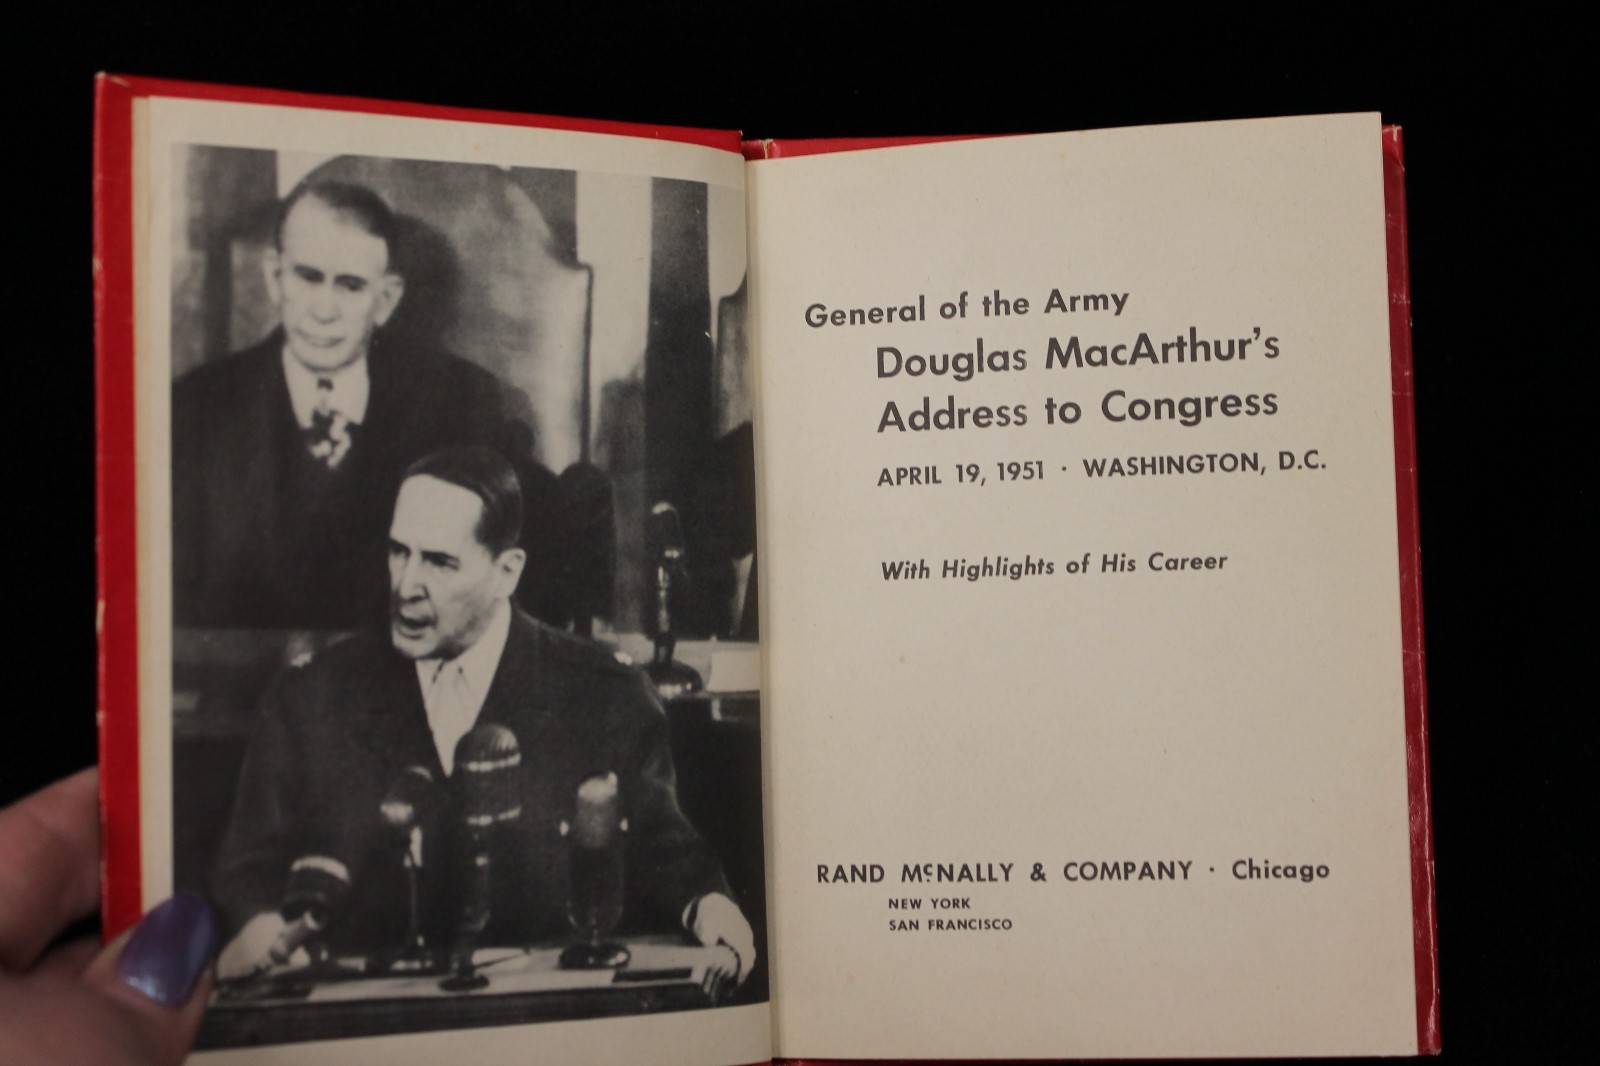 General of the Army
Douglas MacArthur's
Address to Congress
APRIL 19, 1951 · WASHINGTON, D.C.
With Highlights of His Career
RAND McNALLY & COMPANY · Chicago
NEW YORK
SAN FRANCISCO